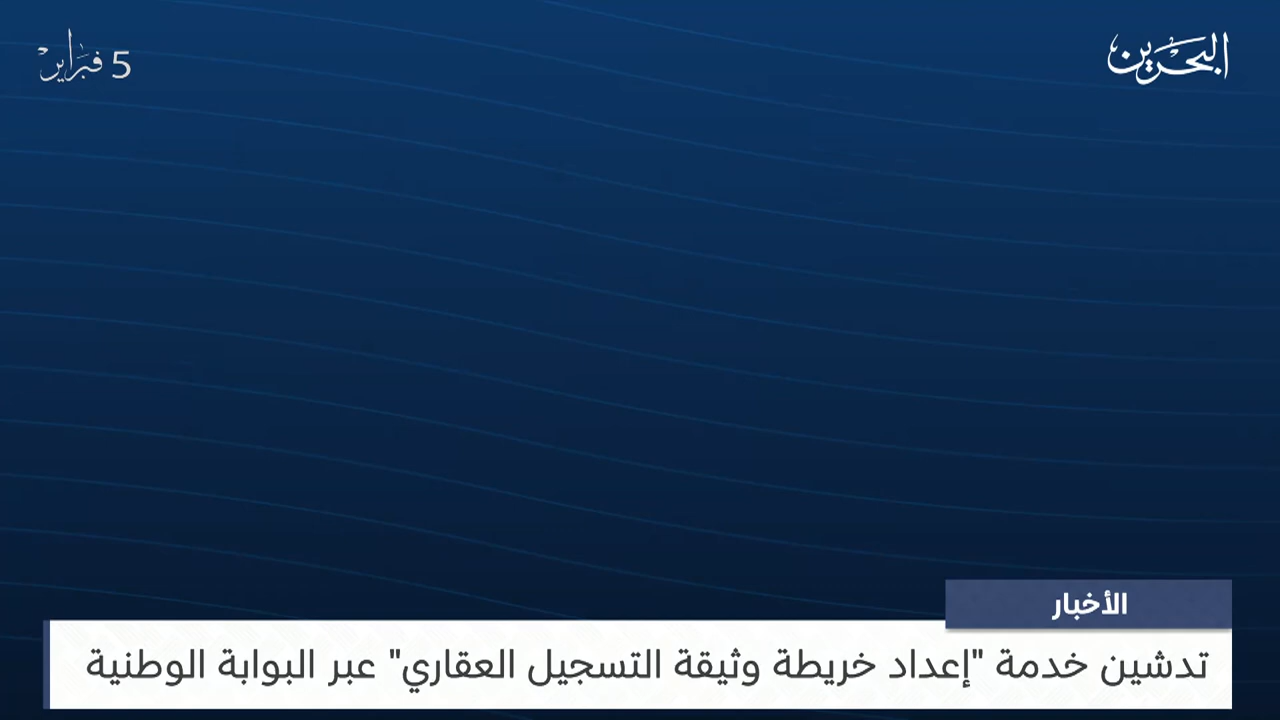 البحرين
5 فبراير
الأخبار
تدشين خدمة "إعداد خريطة وثيقة التسجيل العقاري" عبر البوابة الوطنية